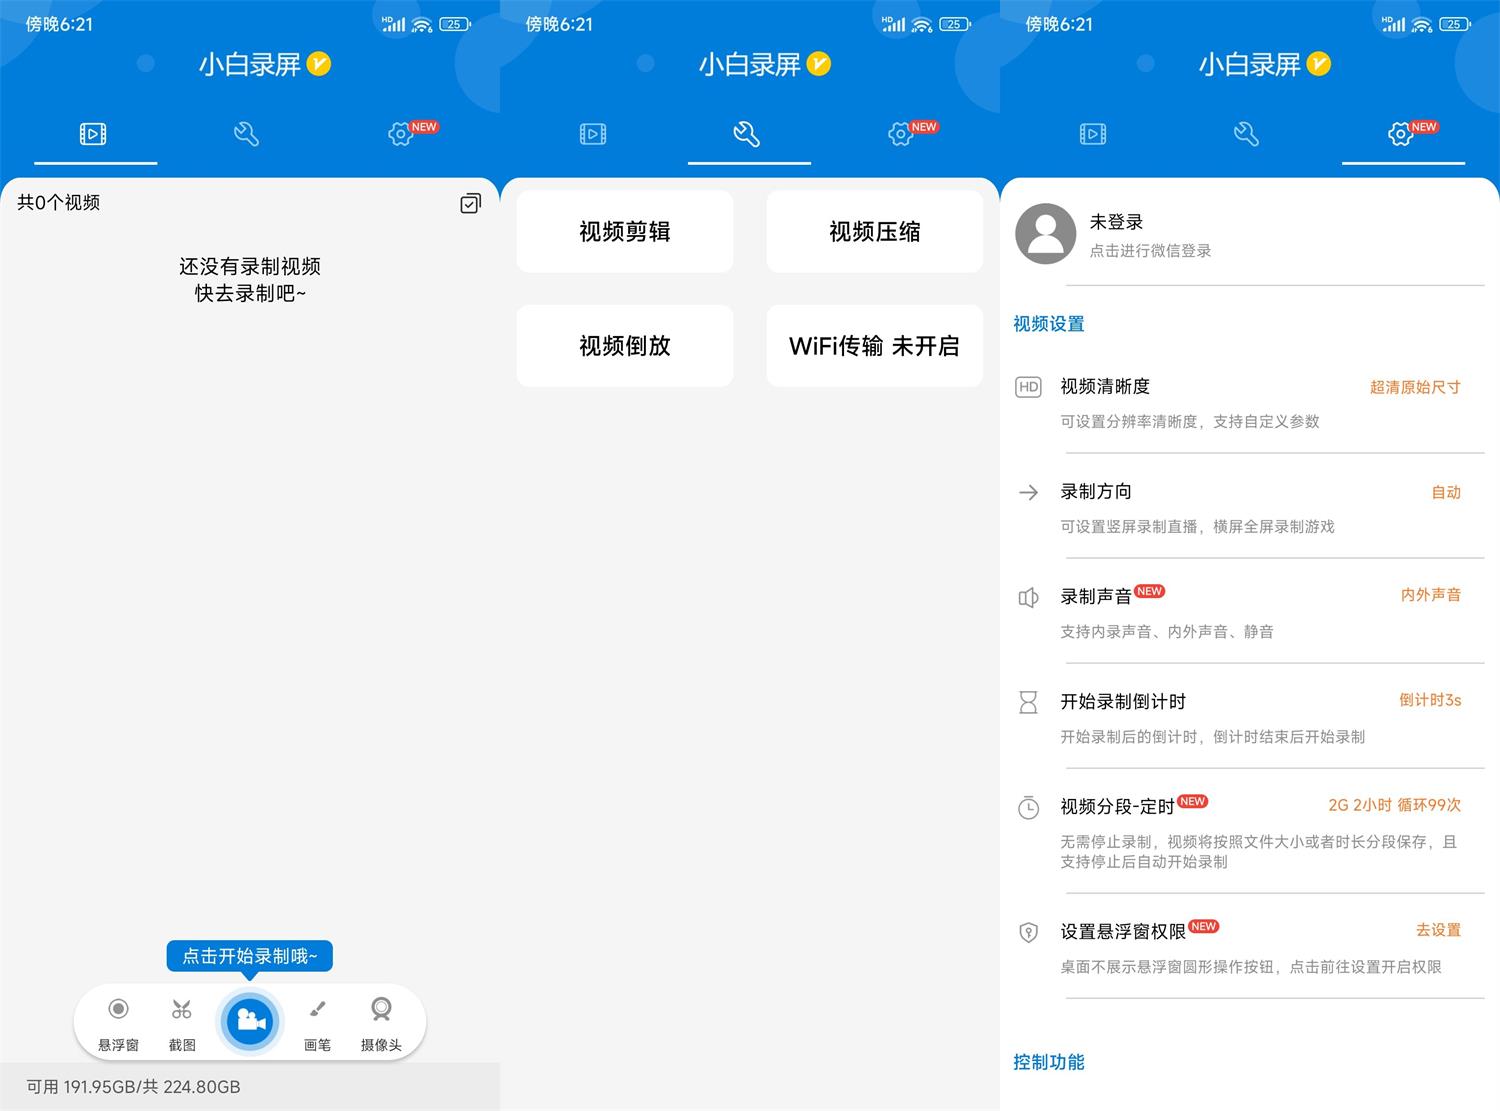 傍晚6:21
HD
6
25
小白录屏
NEW
共0个视频
还没有录制视频
快去录制吧~
点击开始录制哦~
悬浮窗
截图
画笔
摄像头
可用 191.95GB/共 224.80GB
傍晚6:21
HD
6
25
小白录屏
NEW
视频剪辑
视频压缩
视频倒放
WiFi传输 未开启
傍晚6:21
HD
6
25
小白录屏
NEW
未登录
点击进行微信登录
视频设置
HD
视频清晰度
超清原始尺寸
可设置分辨率清晰度，支持自定义参数
录制方向
自动
可设置竖屏录制直播，横屏全屏录制游戏
录制声音 NEW
内外声音
支持内录声音、内外声音、静音
开始录制倒计时
倒计时3s
开始录制后的倒计时，倒计时结束后开始录制
视频分段-定时 NEW
2G 2小时 循环99次
无需停止录制，视频将按照文件大小或者时长分段保存，且
支持停止后自动开始录制
设置悬浮窗权限 NEW
去设置
桌面不展示悬浮窗圆形操作按钮，点击前往设置开启权限
控制功能